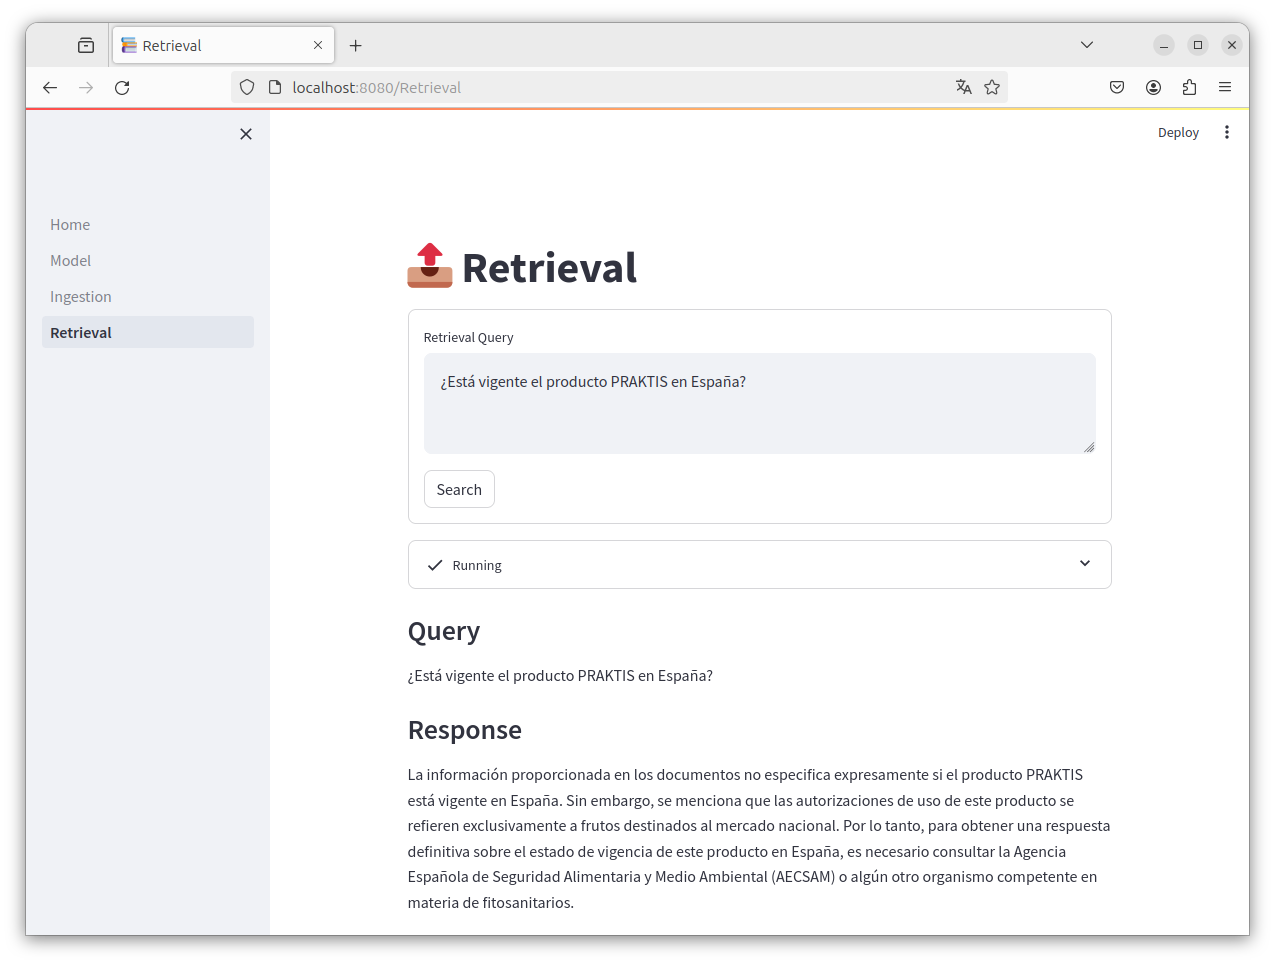 Retrieval
localhost:8080/Retrieval
Deploy
Home
Model
Ingestion
Retrieval
Retrieval
Retrieval Query
¿Está vigente el producto PRAKTIS en España?
Search
Running
Query
¿Está vigente el producto PRAKTIS en España?
Response
La información proporcionada en los documentos no especifica expresamente si el producto PRAKTIS
está vigente en España. Sin embargo, se menciona que las autorizaciones de uso de este producto se
refieren exclusivamente a frutos destinados al mercado nacional. Por lo tanto, para obtener una respuesta
definitiva sobre el estado de vigencia de este producto en España, es necesario consultar la Agencia
Española de Seguridad Alimentaria y Medio Ambiental (AECSAM) o algún otro organismo competente en
materia de fitosanitarios.